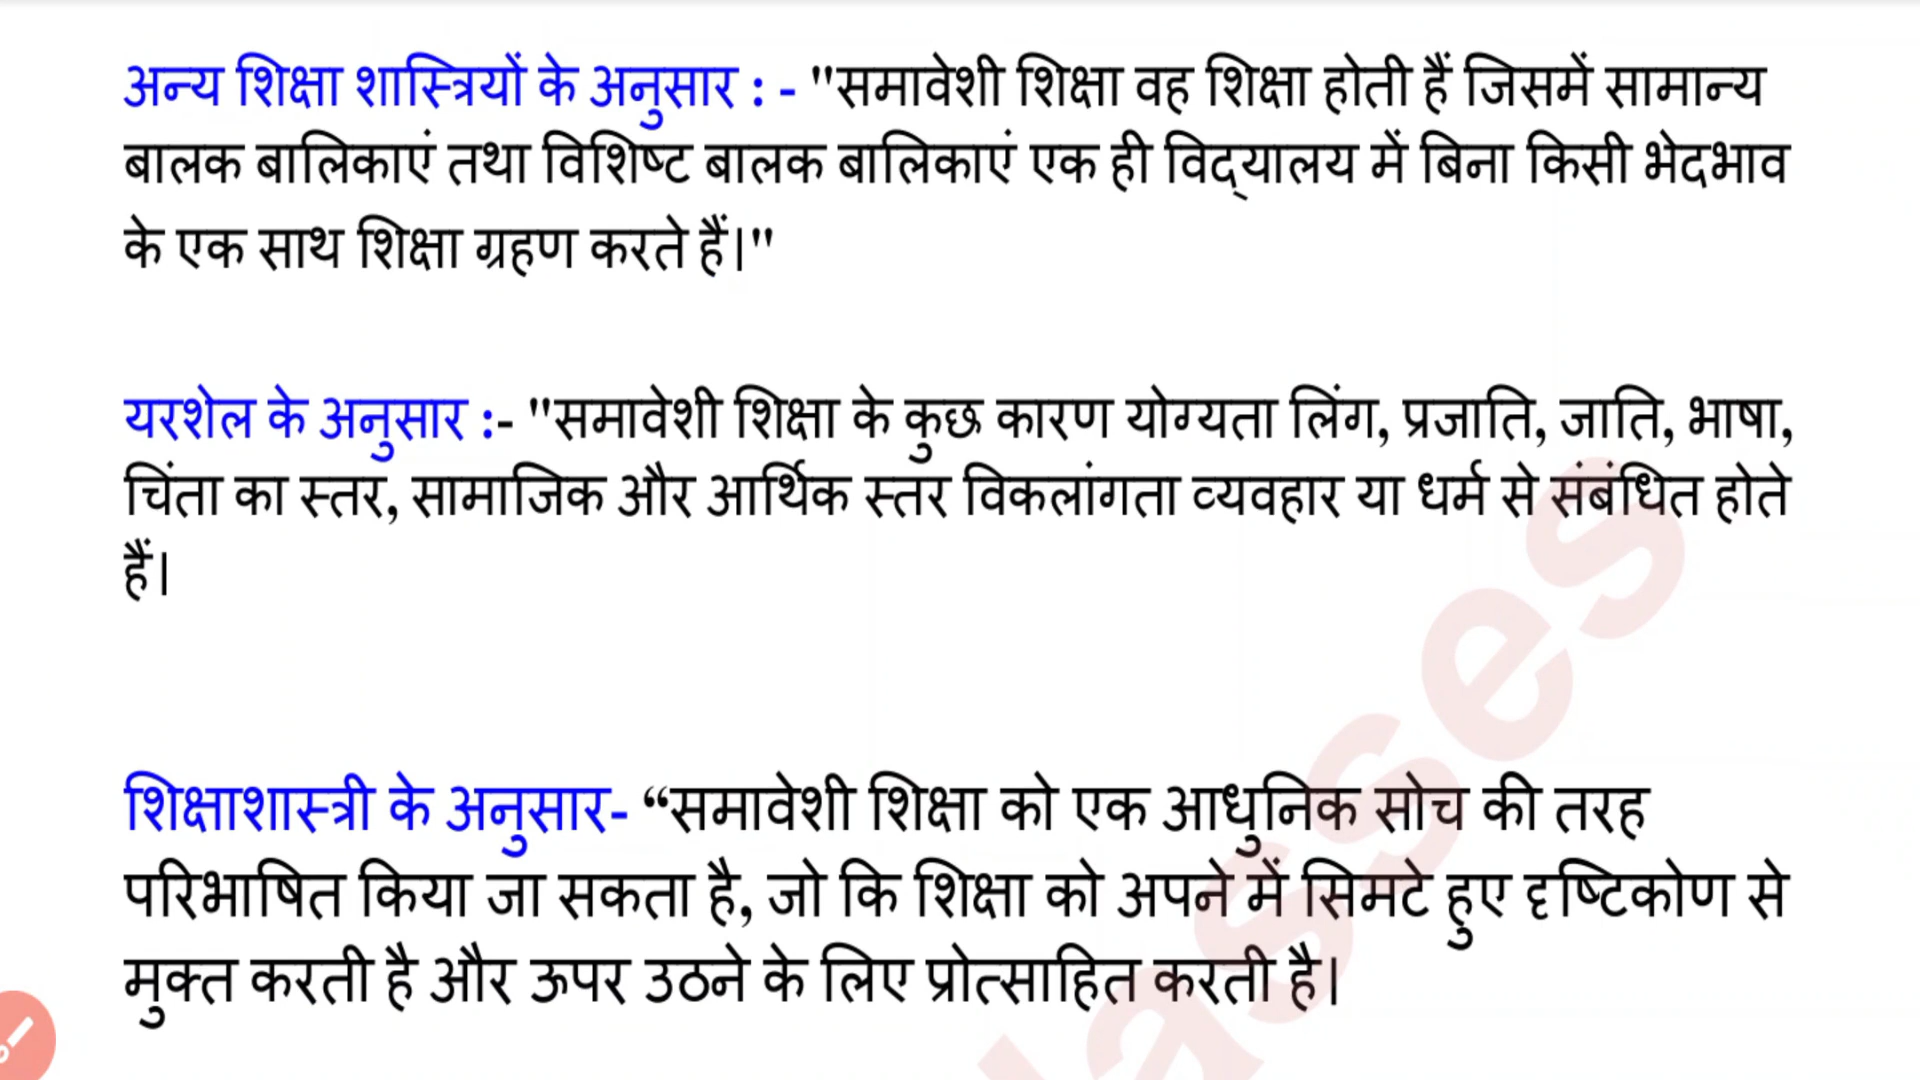 अन्य शिक्षा शास्त्रियों के अनुसार : - "समावेशी शिक्षा वह शिक्षा होती हैं जिसमें सामान्य
बालक बालिकाएं तथा विशिष्ट बालक बालिकाएं एक ही विद्‌यालय में बिना किसी भेदभाव
के एक साथ शिक्षा ग्रहण करते हैं।"
यरशेल के अनुसार :- "समावेशी शिक्षा के कुछ कारण योग्यता लिंग, प्रजाति, जाति, भाषा,
चिंता का स्तर, सामाजिक और आर्थिक स्तर विकलांगता व्यवहार या धर्म से संबंधित होते
हैं।
शिक्षाशास्त्री के अनुसार- “समावेशी शिक्षा को एक आधुनिक सोच की तरह
परिभाषित किया जा सकता है, जो कि शिक्षा को अपने में सिमटे हुए दृष्टिकोण से
मुक्त करती है और ऊपर उठने के लिए प्रोत्साहित करती है।